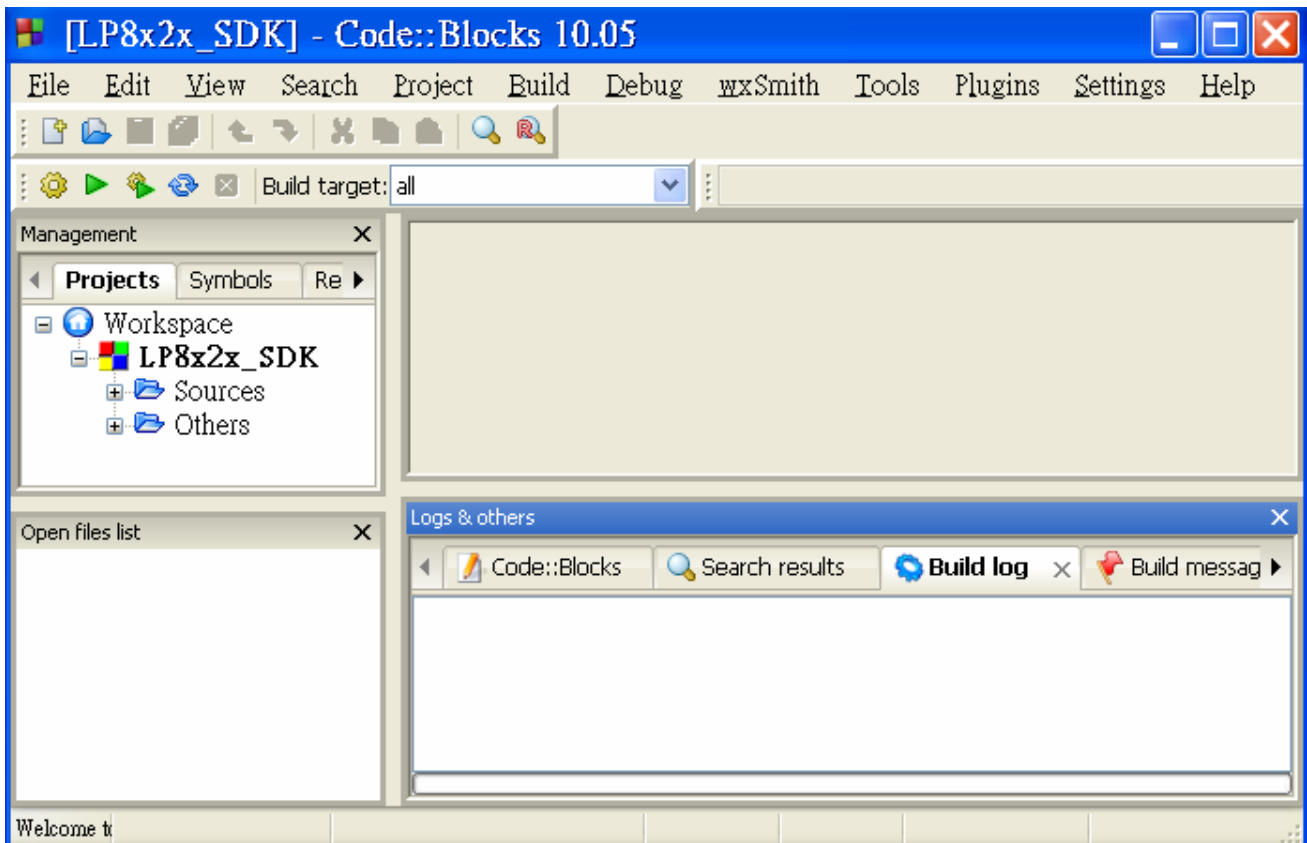 [LP8x2x_SDK] - Code::Blocks 10.05
File Edit View Search Project Build Debug wxSmith Tools Plugins Settings Help
Build target: all
Management
Projects Symbols Re
Workspace
LP8x2x_SDK
Sources
Others
Open files list
Logs & others
Code::Blocks Search results Build log Build messag
Welcome to